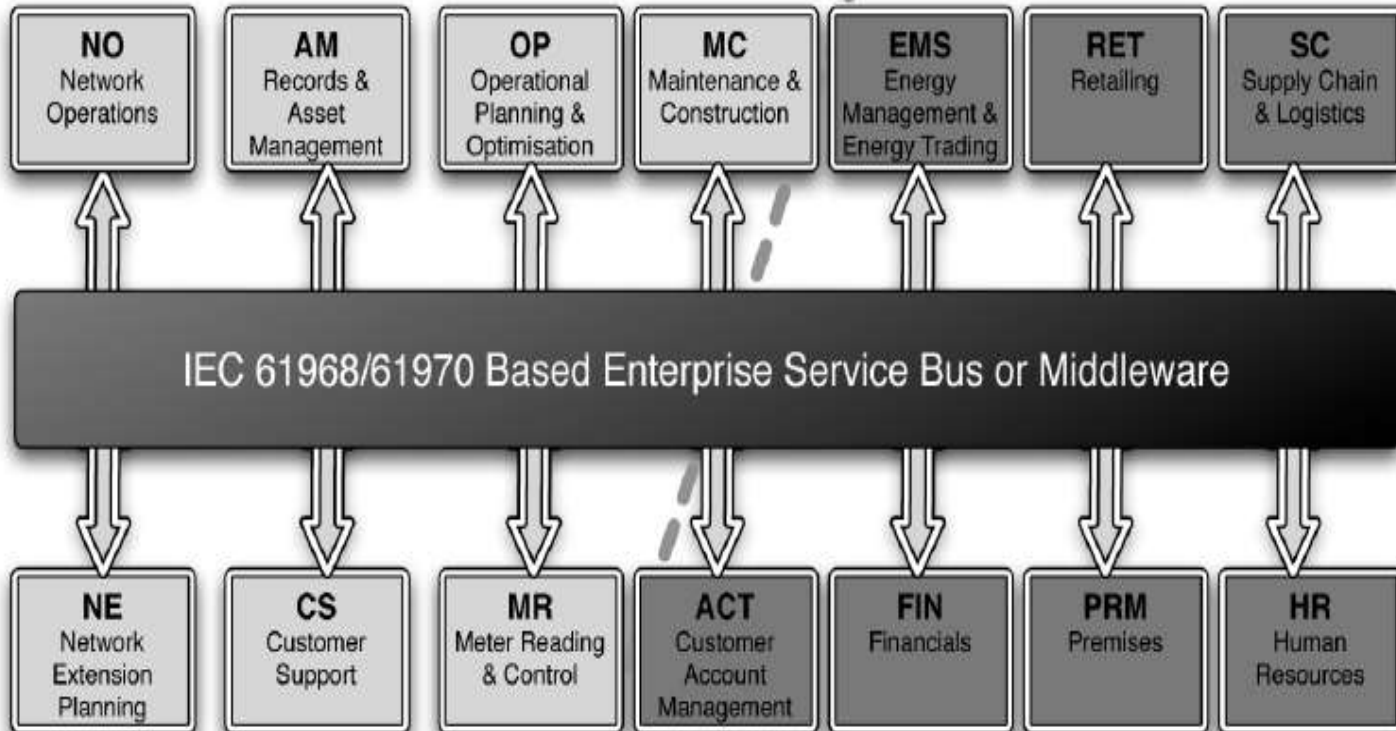 NO
Network
Operations
AM
Records &
Asset
Management
OP
Operational
Planning &
Optimisation
MC
Maintenance &
Construction
EMS
Energy
Management &
Energy Trading
RET
Retailing
SC
Supply Chain
& Logistics
IEC 61968/61970 Based Enterprise Service Bus or Middleware
NE
Network
Extension
Planning
CS
Customer
Support
MR
Meter Reading
& Control
ACT
Customer
Account
Management
FIN
Financials
PRM
Premises
HR
Human
Resources